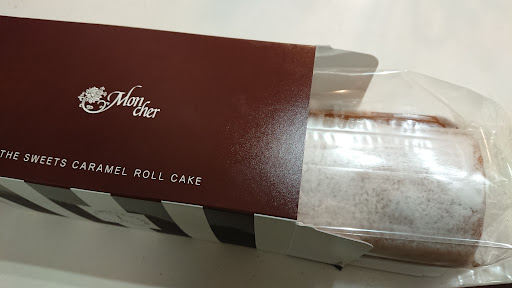 Mon
cher
THE SWEETS CARAMEL ROLL CAKE